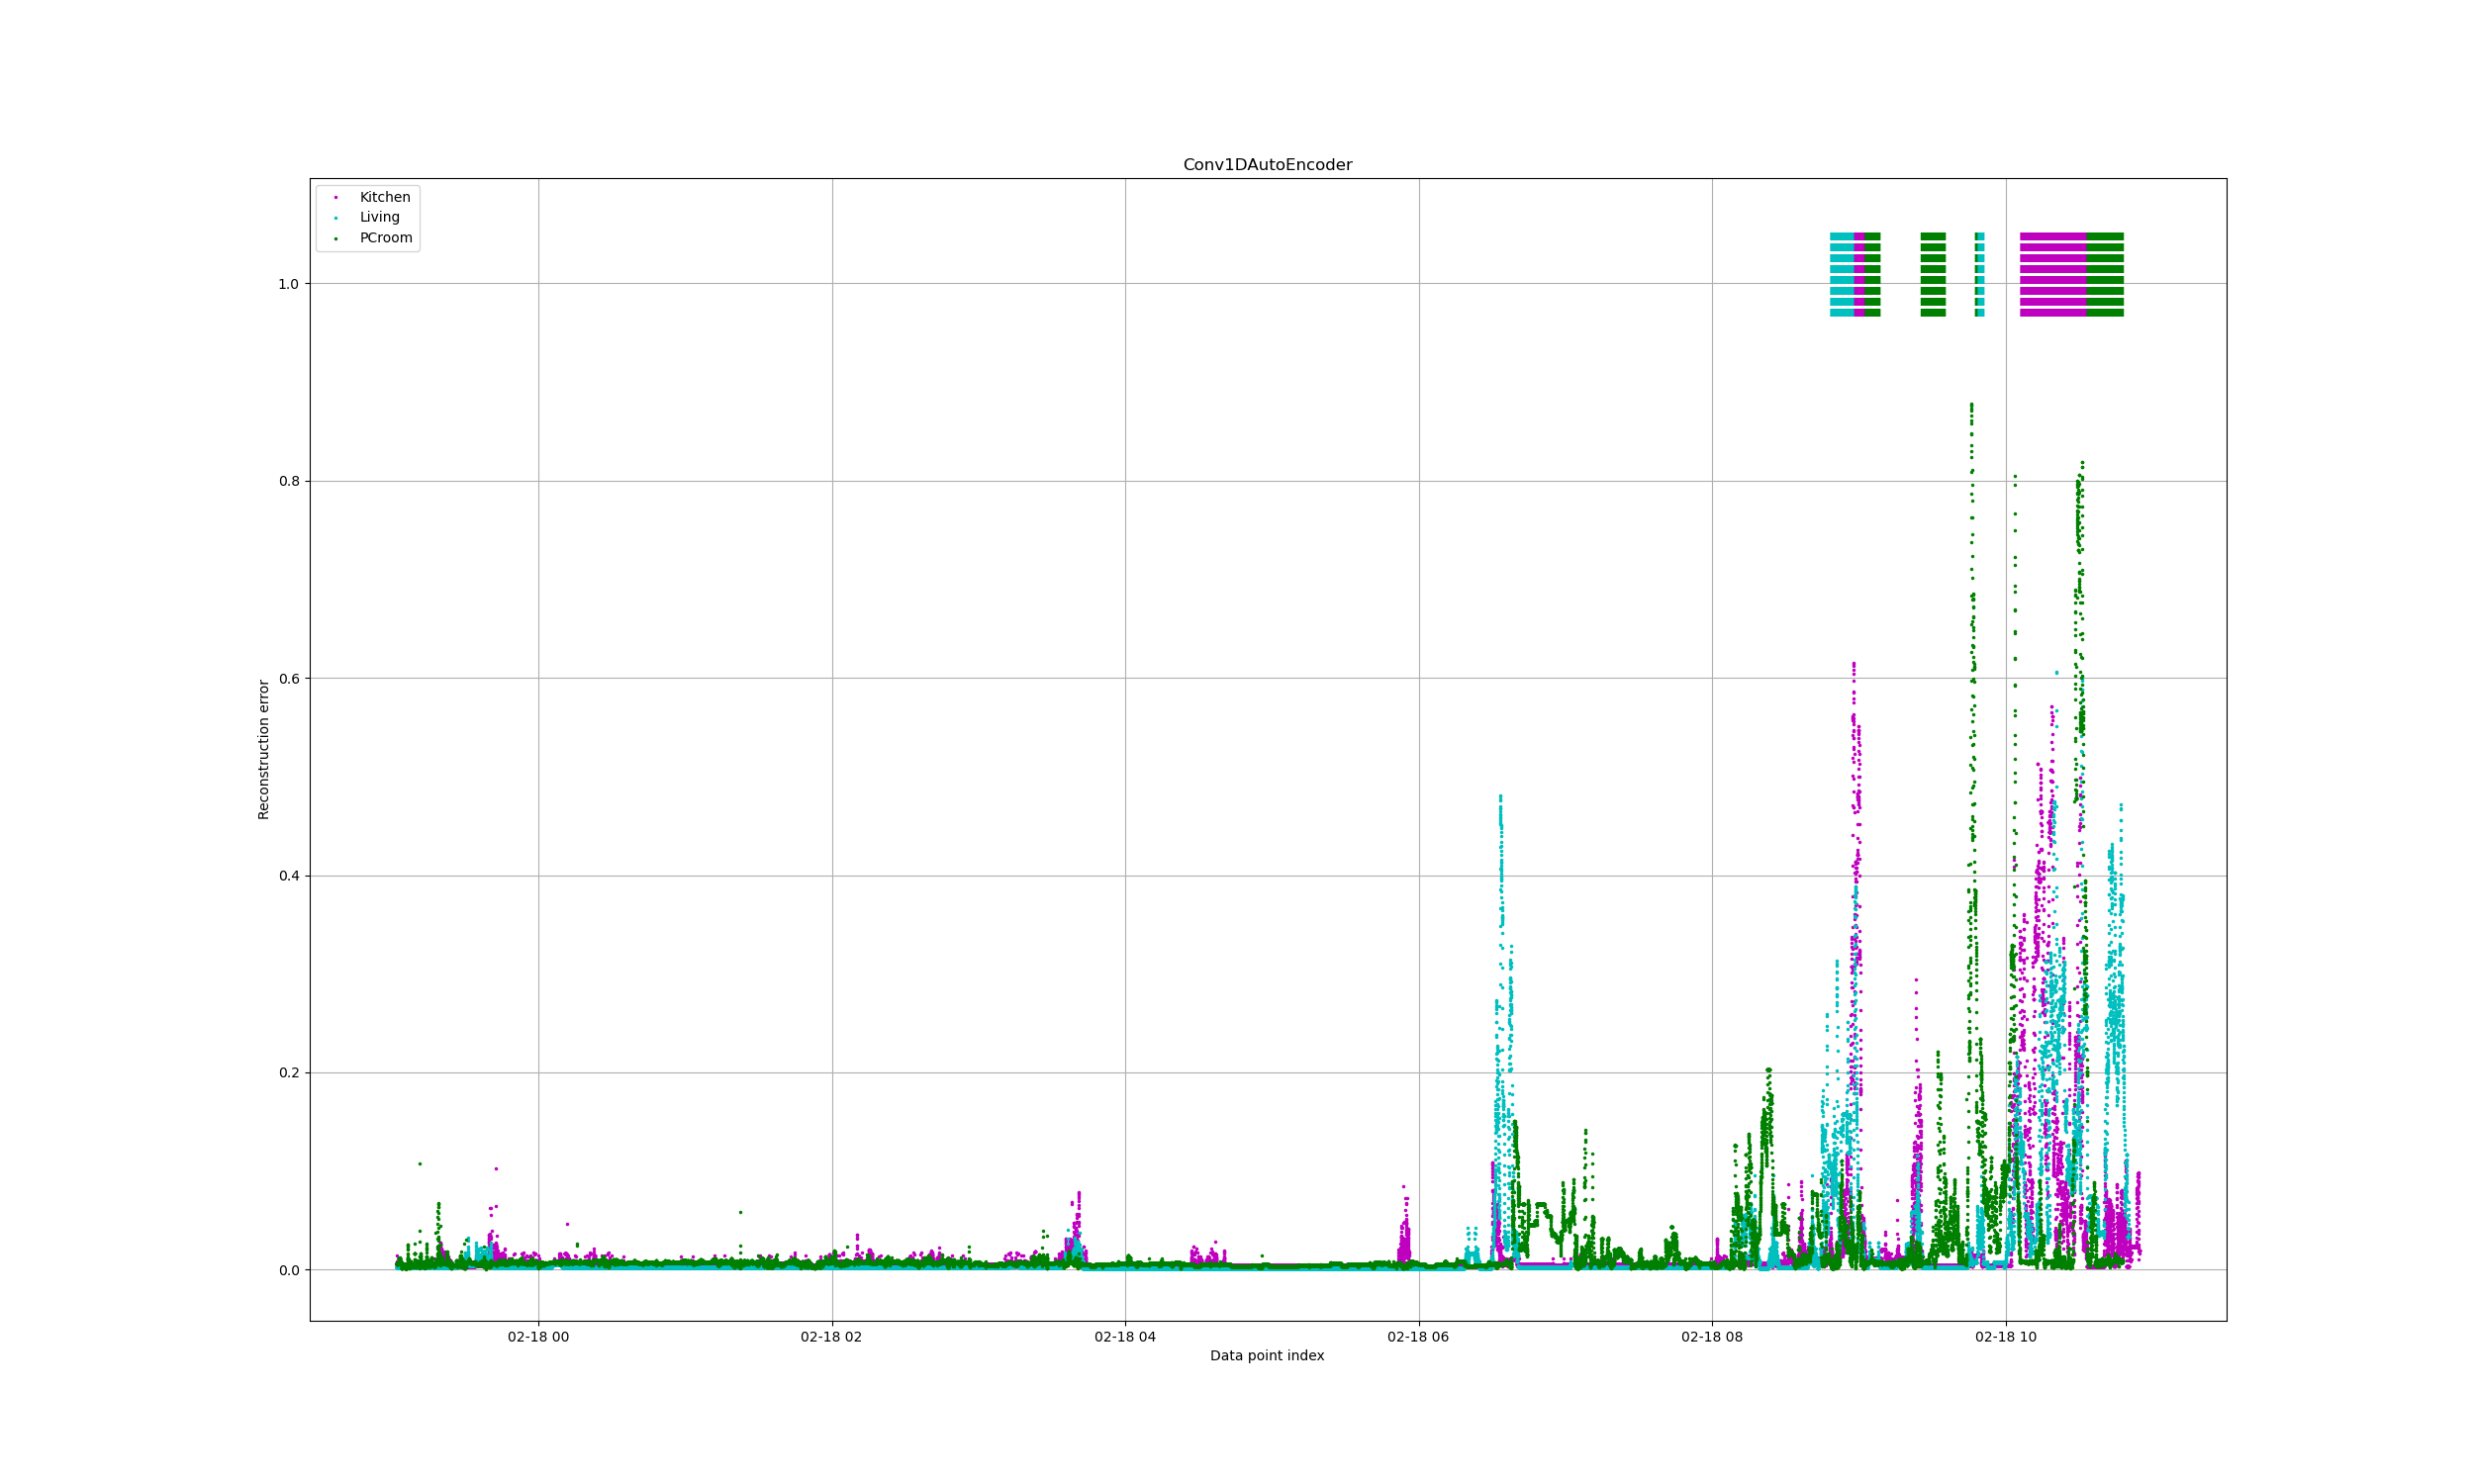 Conv1DAutoEncoder
Kitchen
Living
PCroom
1.0
0.8
0.6
0.4
0.2
0.0
Reconstruction error
02-18 00
02-18 02
02-18 04
02-18 06
02-18 08
02-18 10
Data point index